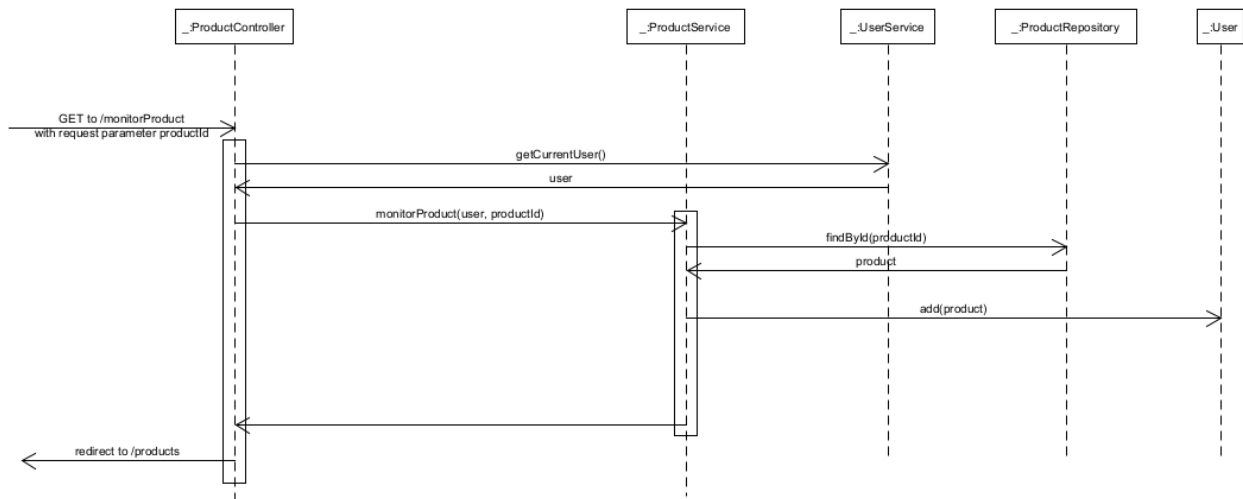 _:ProductController
_:ProductService
_:UserService
_:ProductRepository
_:User
GET to /monitorProduct
with request parameter productId
getCurrentUser()
user
monitorProduct(user, productId)
findById(productId)
product
add(product)
redirect to /products